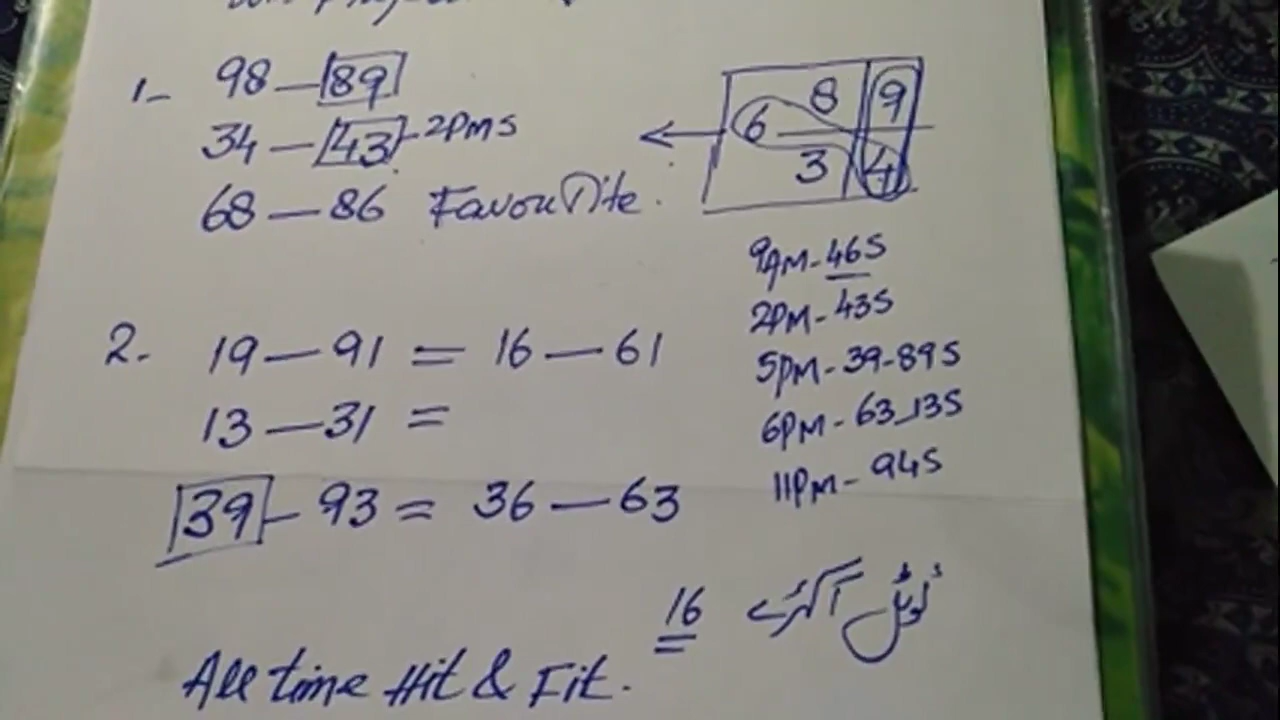 1- 98 - 89
34 - 43 - 2PMS
68 - 86 Favourite.
8 9
6
3 4
9AM - 46S
2PM - 43S
5PM - 39-89S
6PM - 63-13S
11PM - 94S
2- 19 - 91 = 16 - 61
13 - 31 =
39 - 93 = 36 - 63
16
All time Hit & Fit.